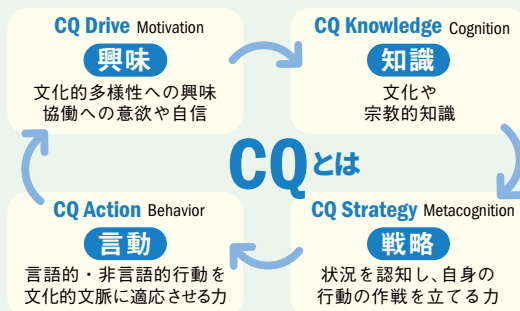 CQ Drive Motivation
興味
文化的多様性への興味
協働への意欲や自信
CQ Knowledge Cognition
知識
文化や
宗教的知識
CQとは
CQ Action Behavior
言動
言語的・非言語的行動を
文化的文脈に適応させる力
CQ Strategy Metacognition
戦略
状況を認知し、自身の
行動の作戦を立てる力